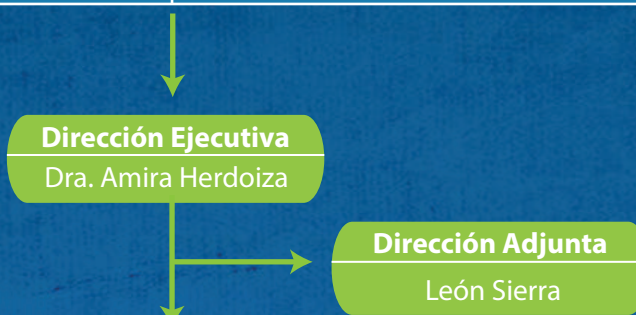 Dirección Ejecutiva
Dra. Amira Herdoiza
Dirección Adjunta
León Sierra